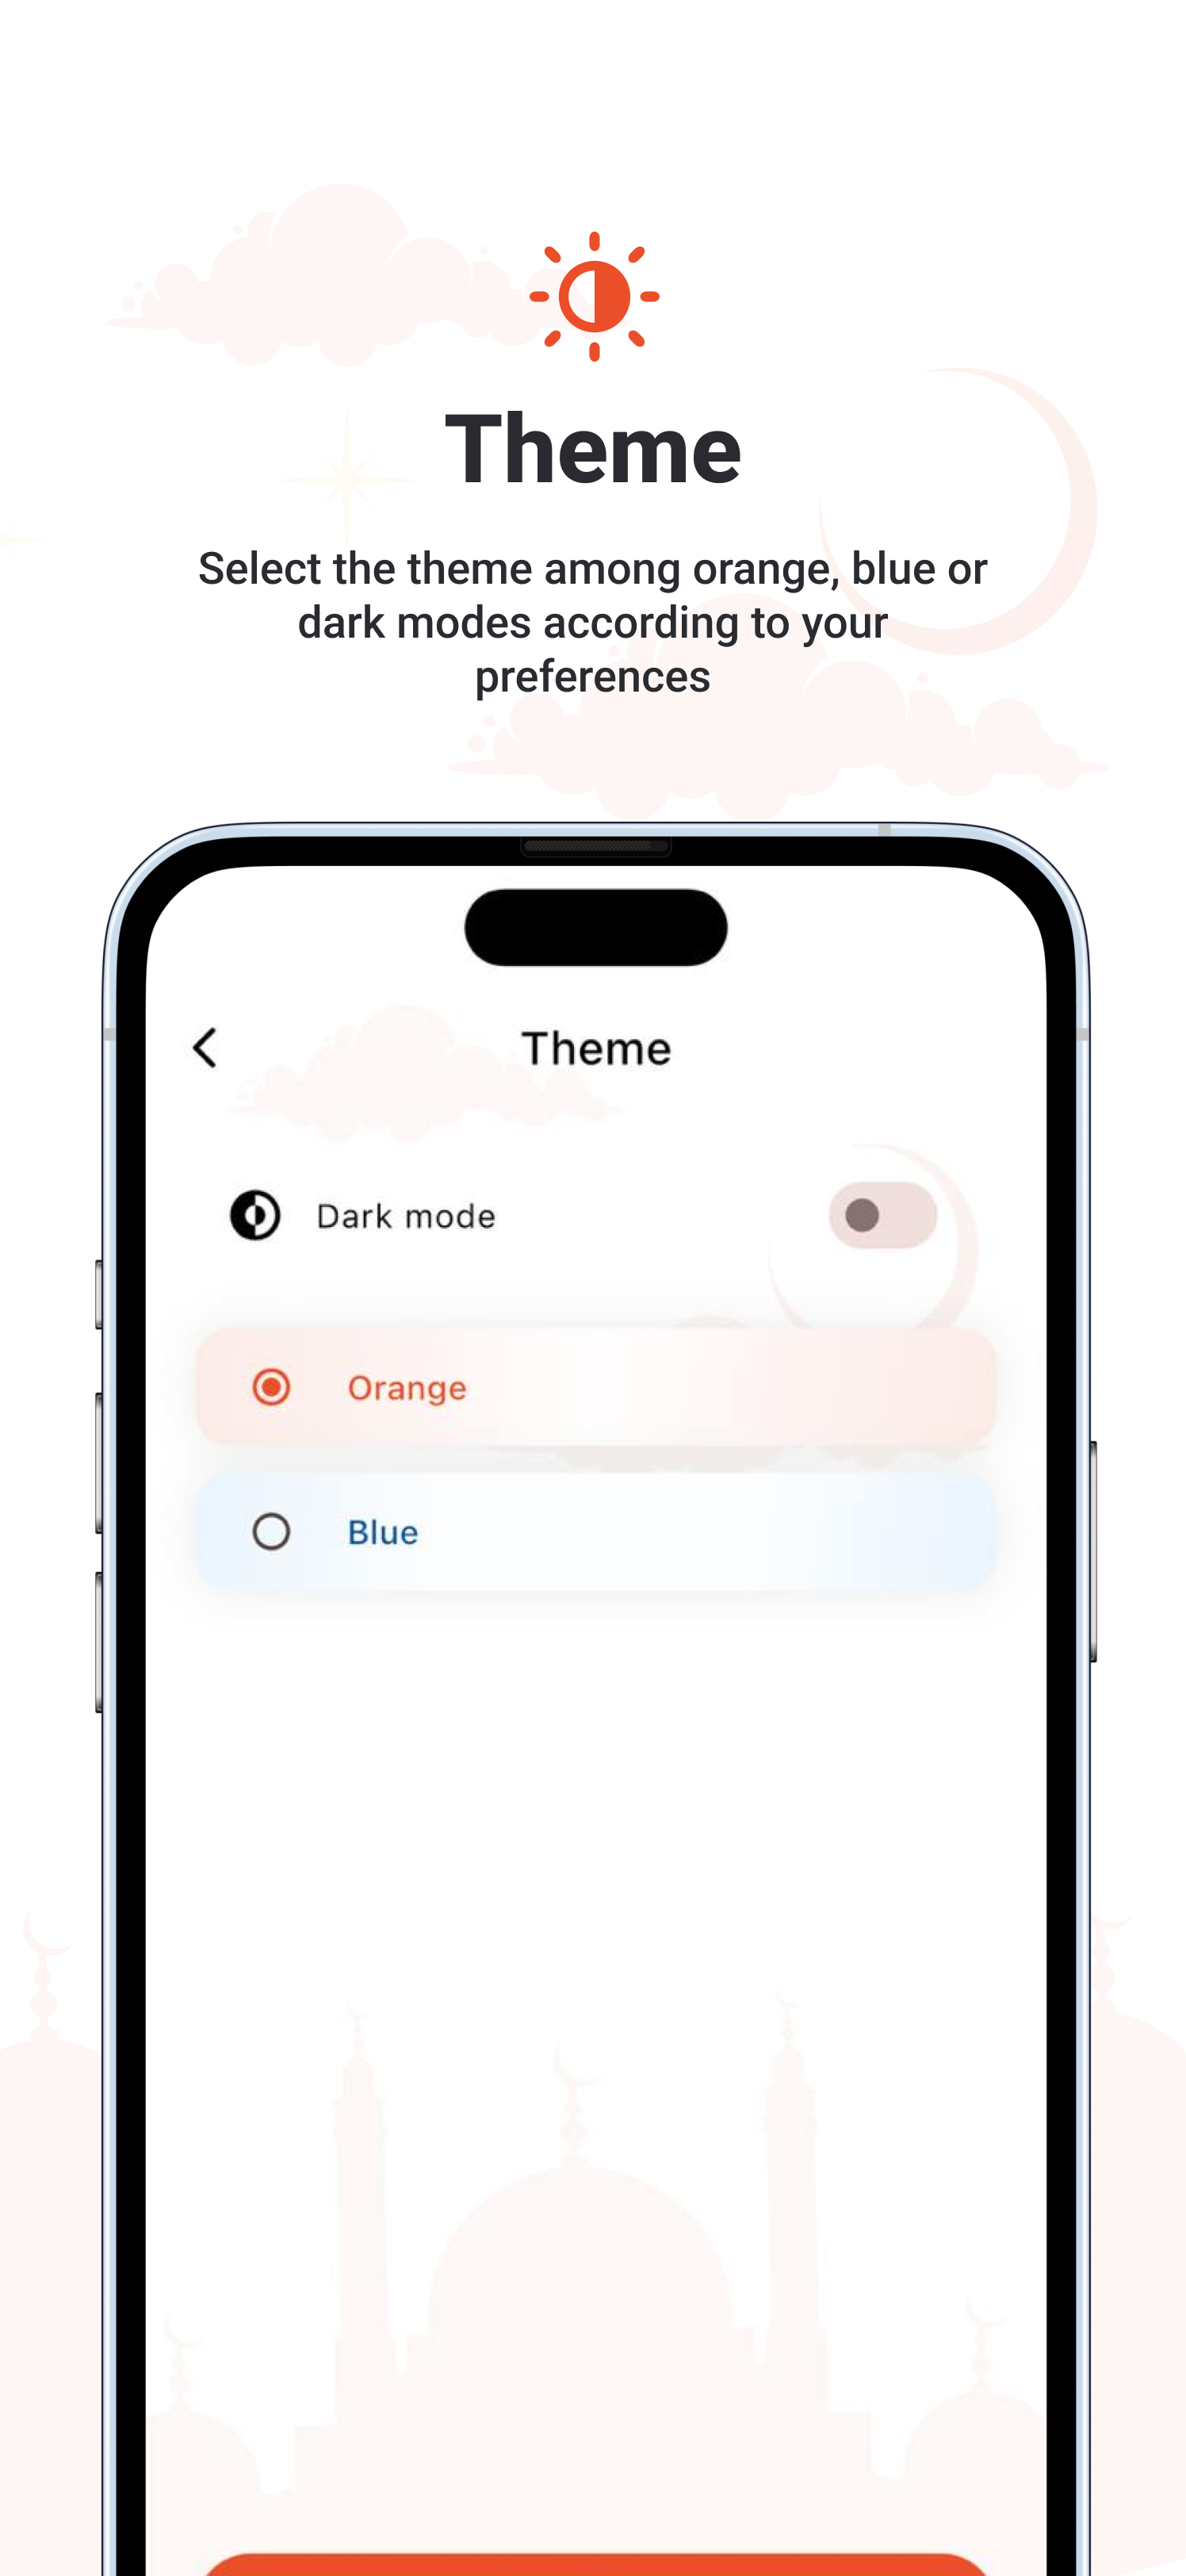 Theme
Select the theme among orange, blue or
dark modes according to your
preferences
Theme
Dark mode
Orange
Blue